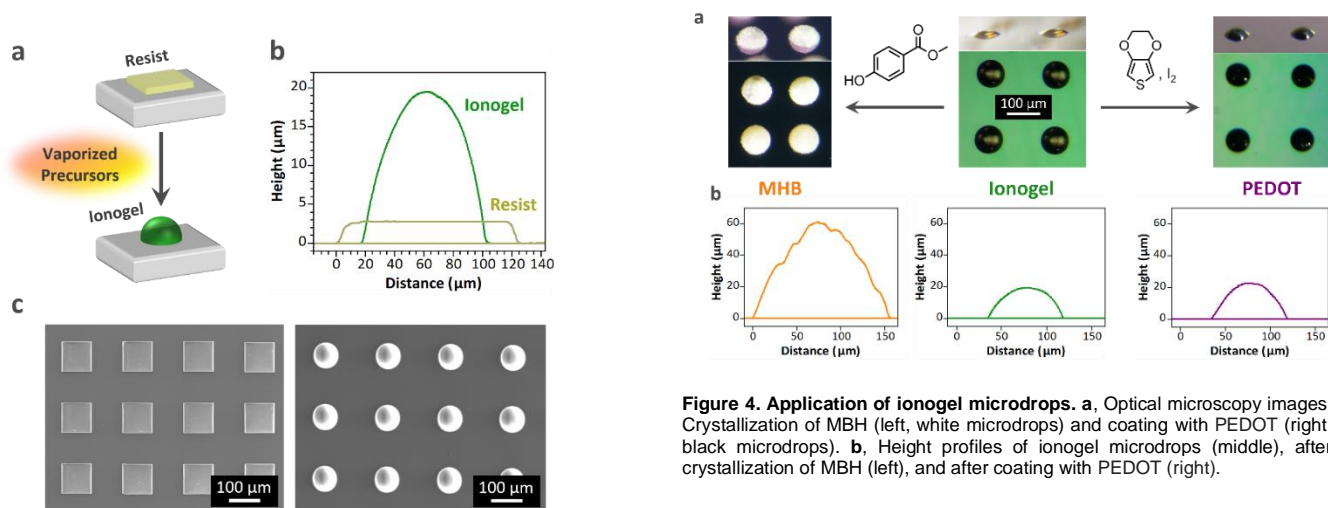 a
Resist
Vaporized
Precursors
Ionogel
b
20
15
10
5
0
Height (µm)
Ionogel
Resist
0 20 40 60 80 100 120 140
Distance (µm)
c
100 µm
100 µm
a
O
O
HO
100 µm
O
O
S
, I2
b
MHB
Ionogel
PEDOT
60
40
20
0
Height (µm)
0 50 100 150
Distance (µm)
60
40
20
0
Height (µm)
0 50 100 150
Distance (µm)
60
40
20
0
Height (µm)
0 50 100 150
Distance (µm)
Figure 4. Application of ionogel microdrops. a, Optical microscopy images
Crystallization of MBH (left, white microdrops) and coating with PEDOT (right
black microdrops). b, Height profiles of ionogel microdrops (middle), after
crystallization of MBH (left), and after coating with PEDOT (right).